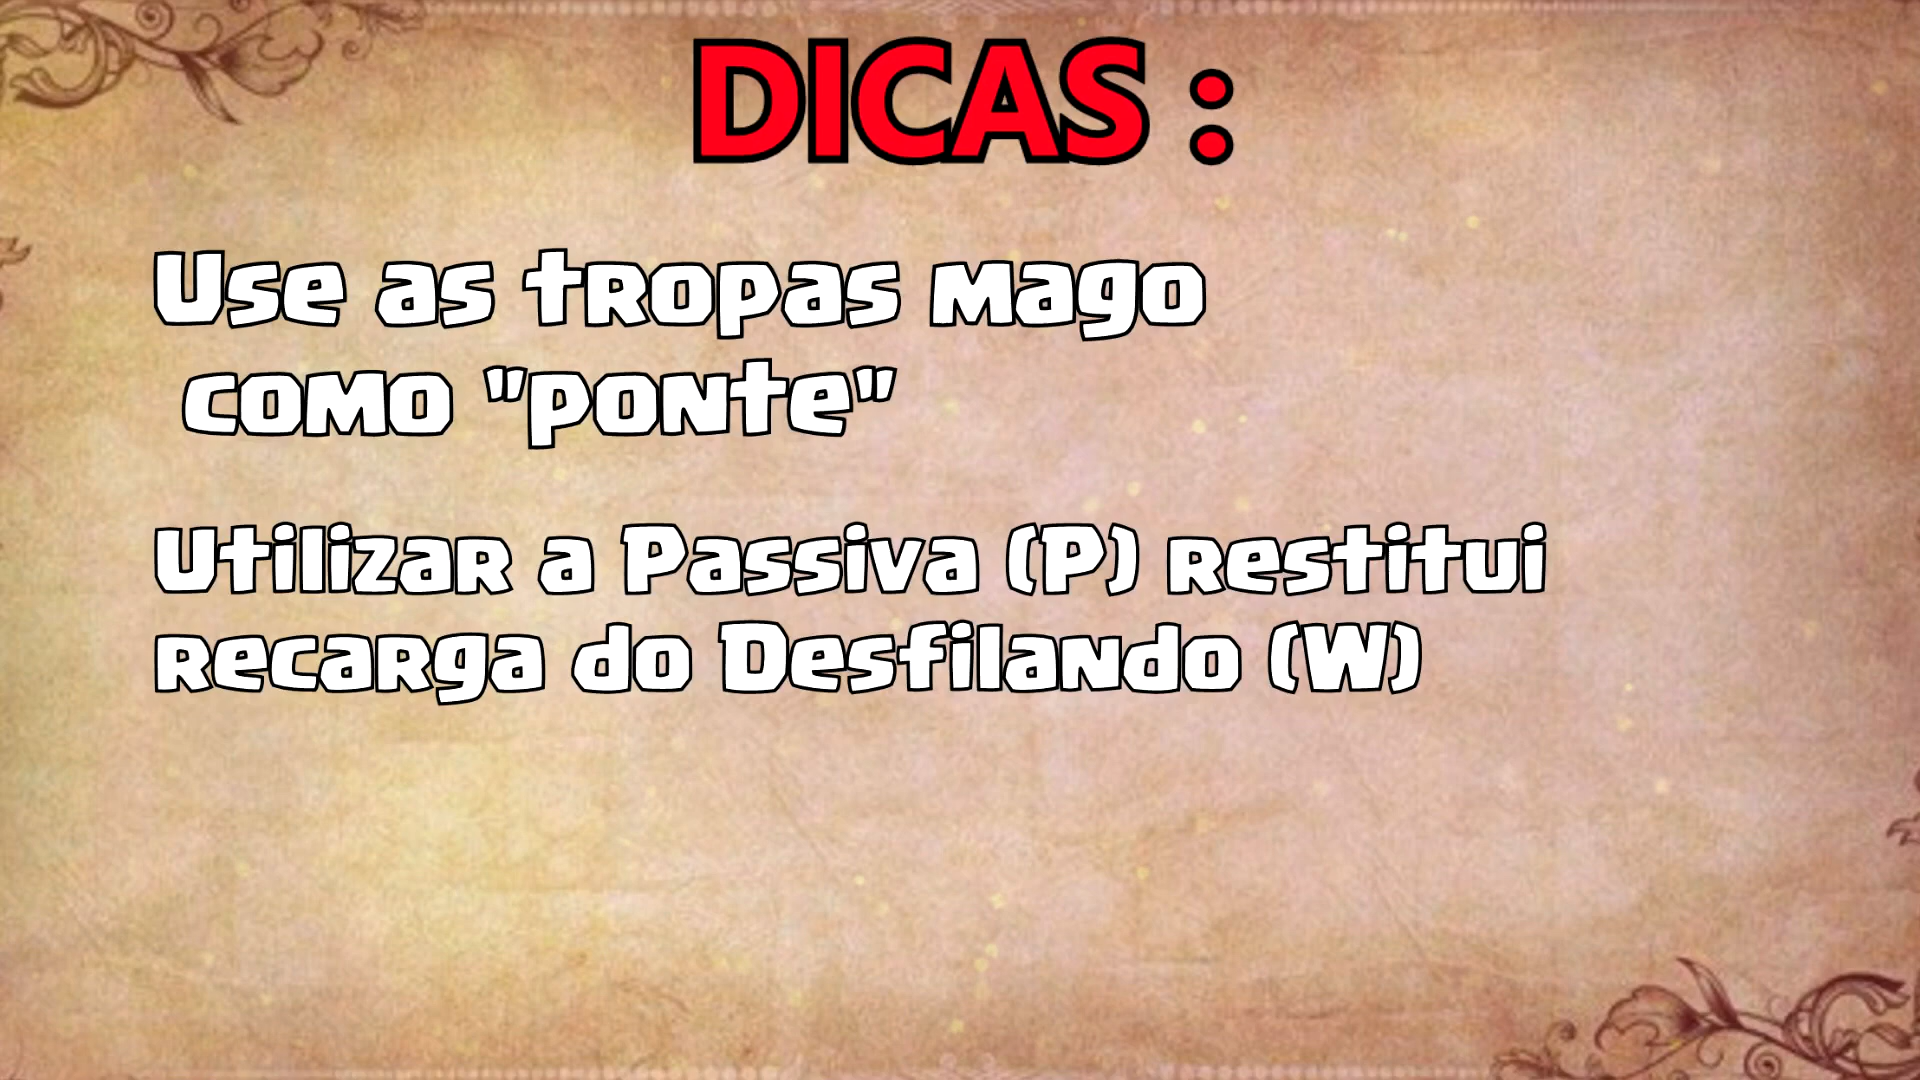 DICAS :
Use as tropas mago
como "ponte"
Utilizar a Passiva (P) restitui
recarga do Desfilando (W)